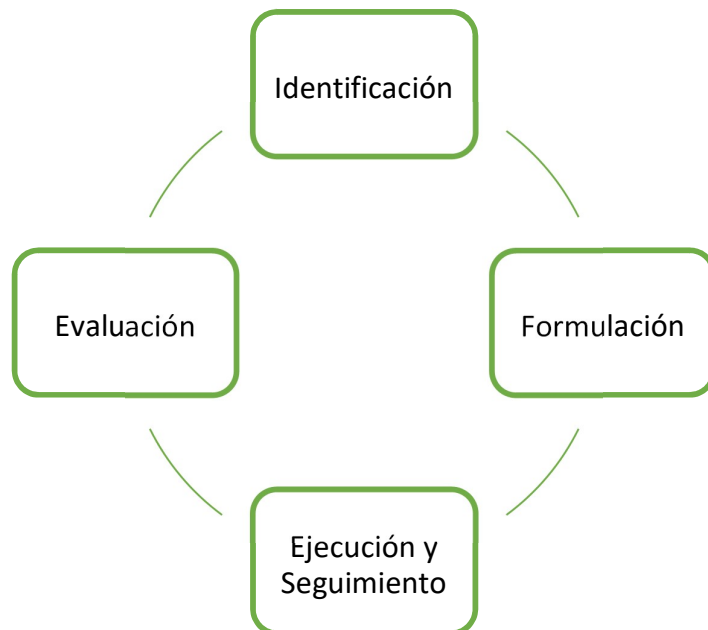 Identificación
Evaluación
Formulación
Ejecución y
Seguimiento